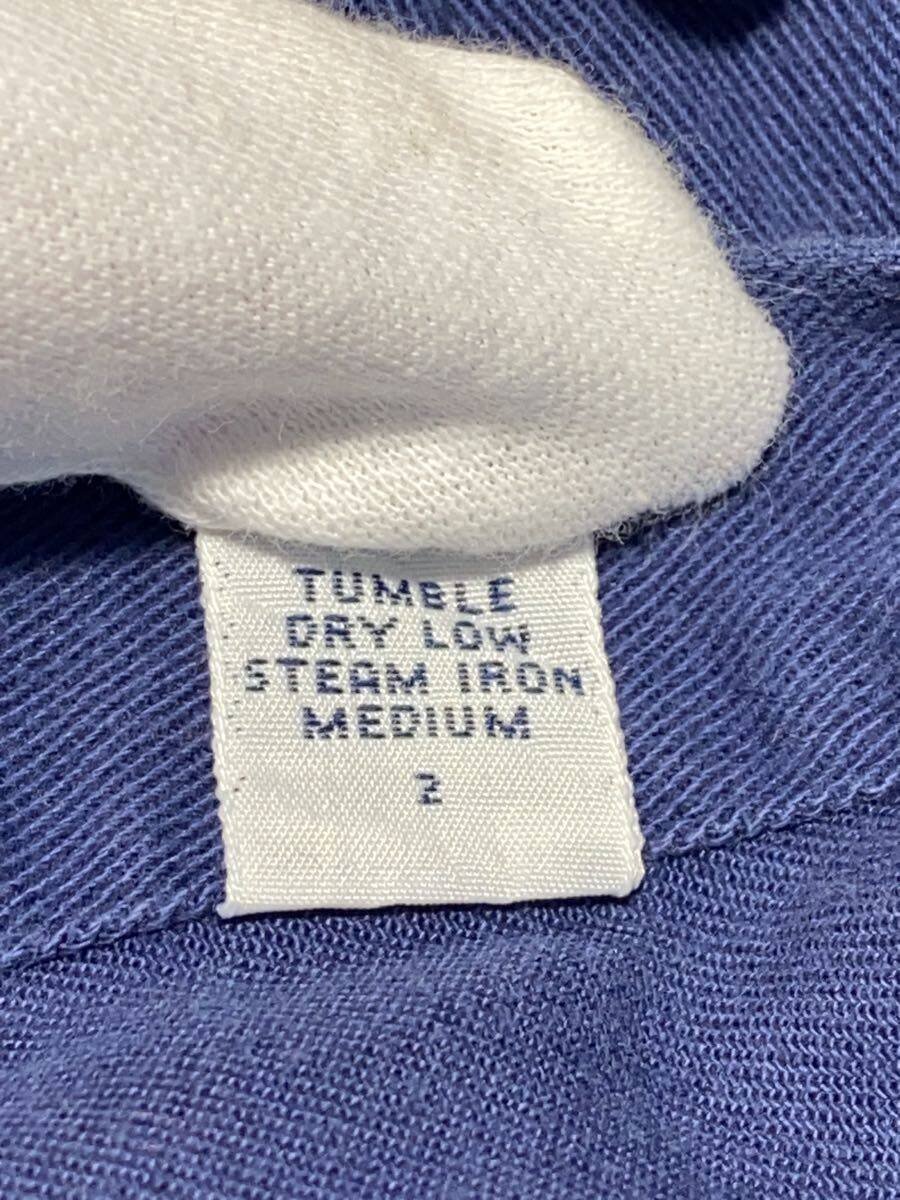 TUMBLE
DRY LOW
STEAM IRON
MEDIUM
2